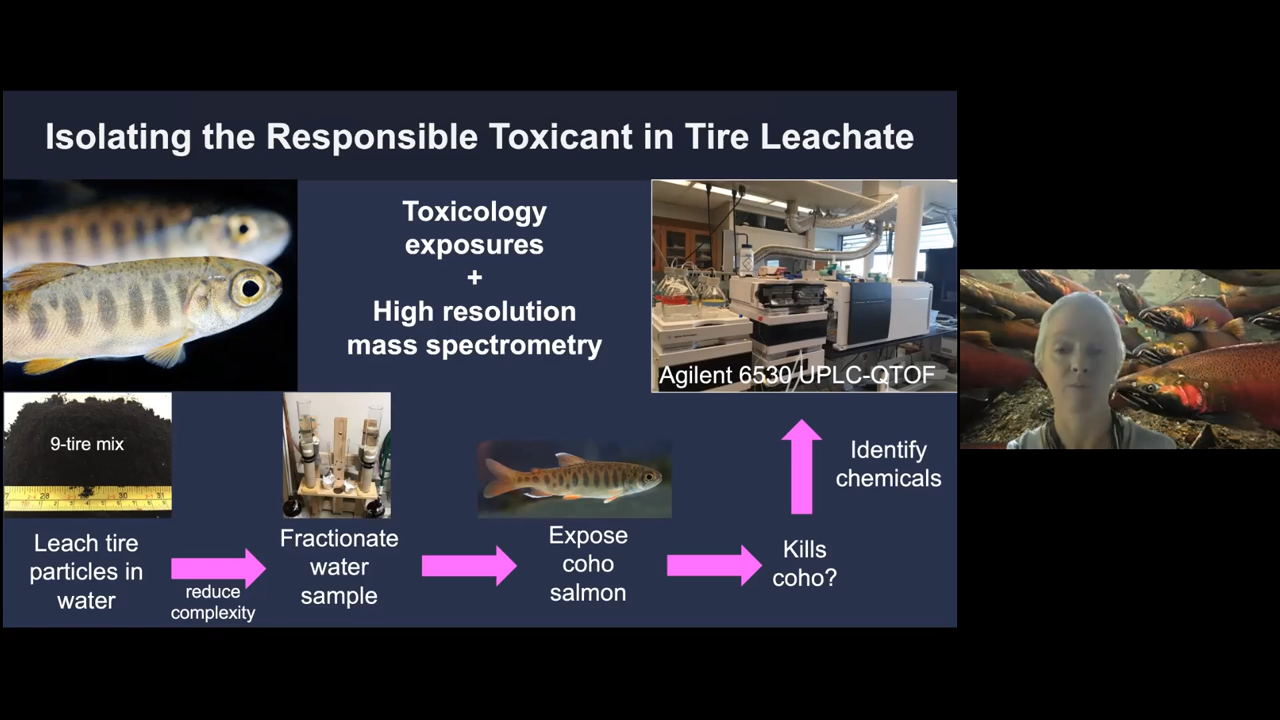 Isolating the Responsible Toxicant in Tire Leachate
Toxicology
exposures
+
High resolution
mass spectrometry
Agilent 6530 UPLC-QTOF
9-tire mix
Leach tire
particles in
water
reduce
complexity
Fractionate
water
sample
Expose
coho
salmon
Kills
coho?
Identify
chemicals